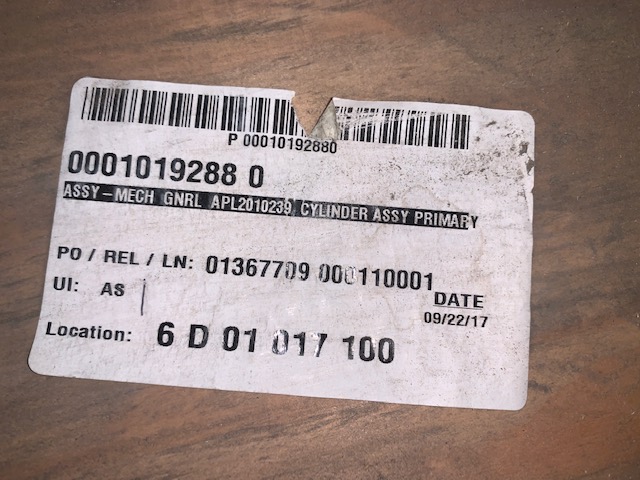 P 00010192880
0001019288 0
ASSY-MECH GNRL APL2010239, CYLINDER ASSY PRIMARY
PO / REL / LN: 01367709 000110001
UI: AS
DATE
09/22/17
Location: 6 D 01 017 100